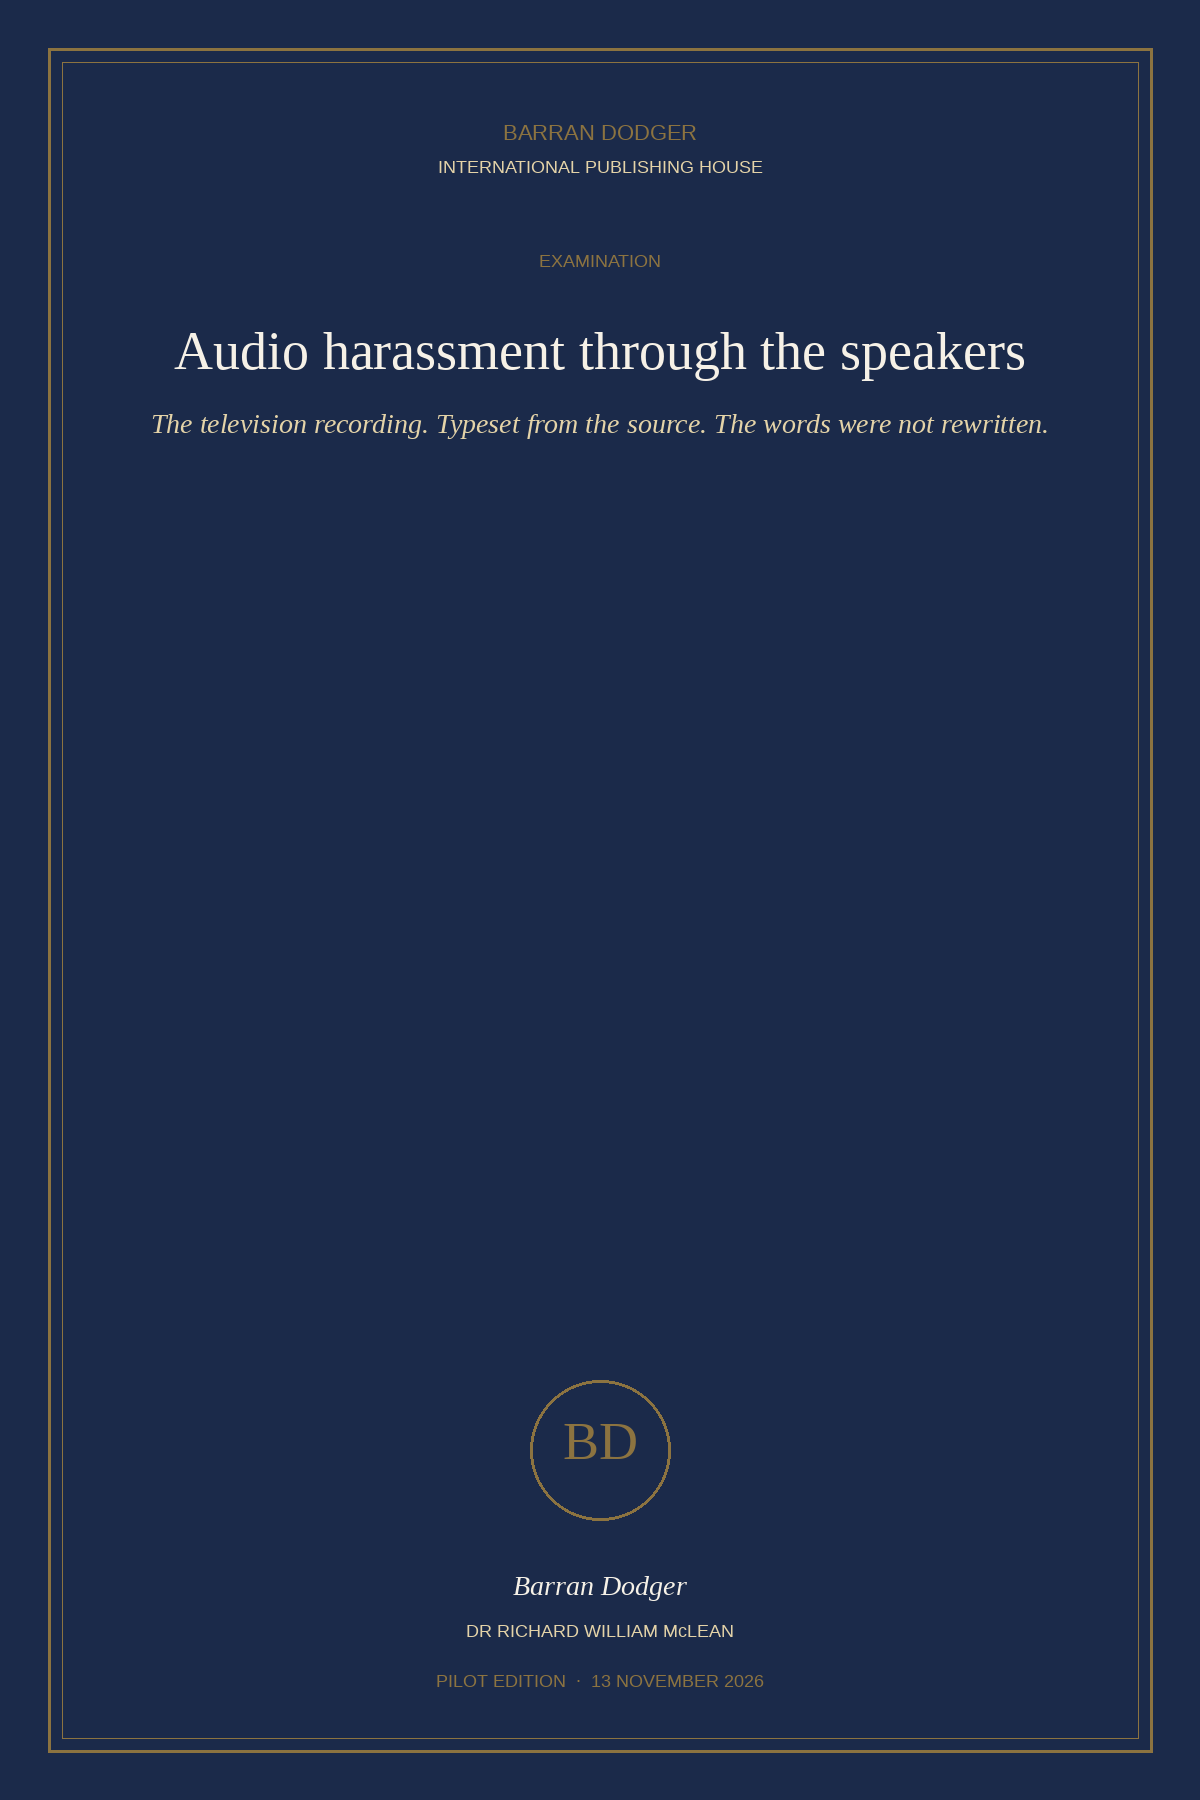 BARRAN DODGER
INTERNATIONAL PUBLISHING HOUSE
EXAMINATION
Audio harassment through the speakers
The television recording. Typeset from the source. The words were not rewritten.
BD
Barran Dodger
DR RICHARD WILLIAM McLEAN
PILOT EDITION · 13 NOVEMBER 2026